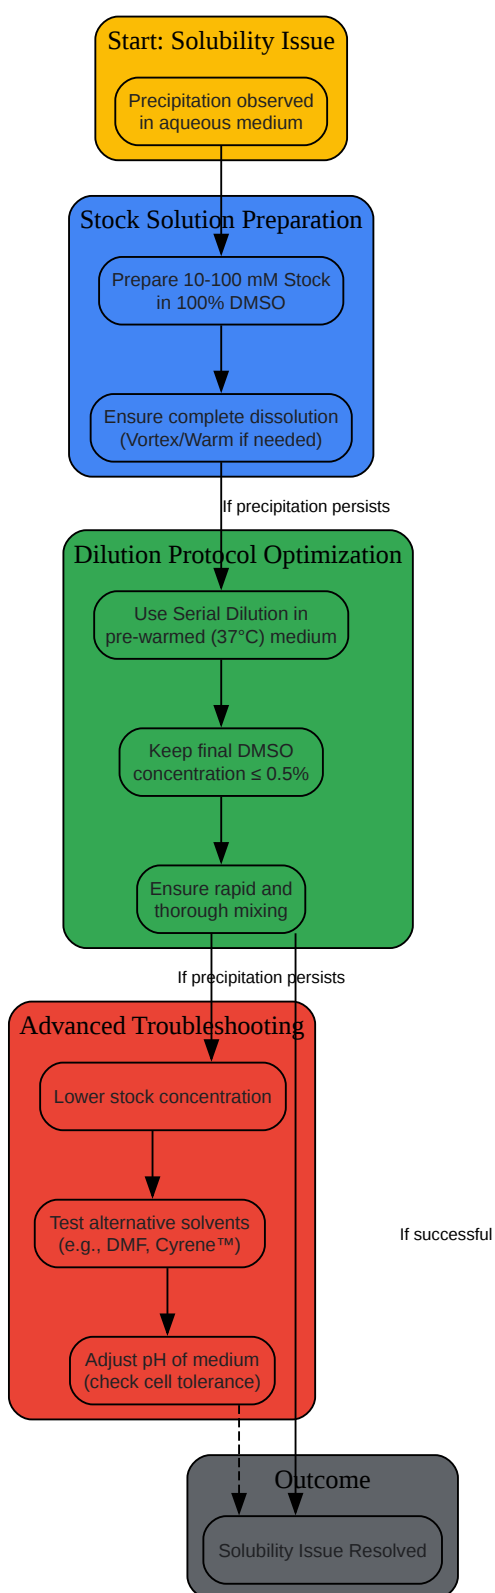 Start: Solubility Issue
Precipitation observed
in aqueous medium
Stock Solution Preparation
Prepare 10-100 mM Stock
in 100% DMSO
Ensure complete dissolution
(Vortex/Warm if needed)
If precipitation persists
Dilution Protocol Optimization
Use Serial Dilution in
pre-warmed (37°C) medium
Keep final DMSO
concentration ≤ 0.5%
Ensure rapid and
thorough mixing
If precipitation persists
Advanced Troubleshooting
Lower stock concentration
Test alternative solvents
(e.g., DMF, Cyrene™)
If successful
Adjust pH of medium
(check cell tolerance)
Outcome
Solubility Issue Resolved